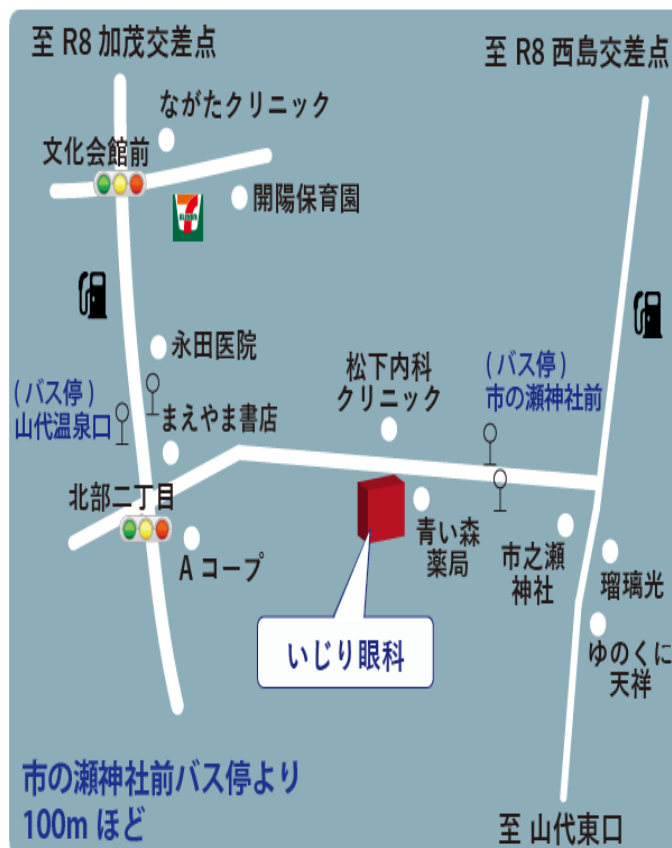 至 R8 加茂交差点
至 R8 西島交差点
ながたクリニック
文化会館前
開陽保育園
7
ELEVEN
永田医院
松下内科
クリニック
(バス停)
市の瀬神社前
(バス停)
山代温泉口
まえやま書店
北部二丁目
A コープ
青い森
薬局
市之瀬
神社
瑠璃光
ゆのくに
天祥
いじり眼科
市の瀬神社前バス停より
100m ほど
至 山代東口